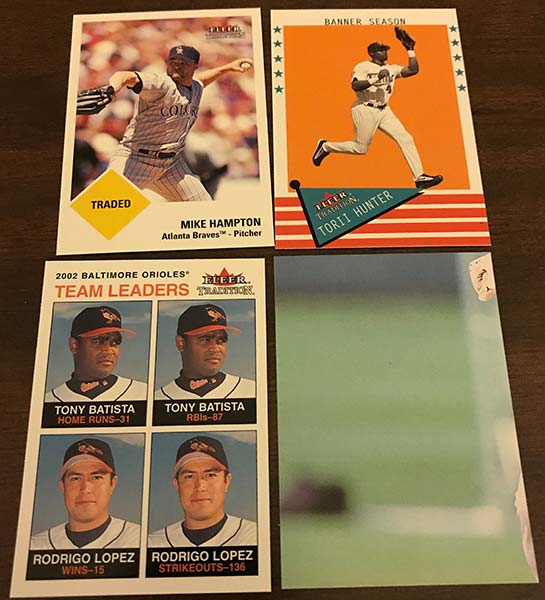 FLEER
TRADITION
COLOR
TRADED
MIKE HAMPTON
Atlanta Braves™ - Pitcher
BANNER SEASON
FLEER
TRADITION
TORII HUNTER
2002 BALTIMORE ORIOLES®
TEAM LEADERS
FLEER
TRADITION
TONY BATISTA
HOME RUNS–31
TONY BATISTA
RBIs–87
RODRIGO LOPEZ
WINS–15
RODRIGO LOPEZ
STRIKEOUTS–136